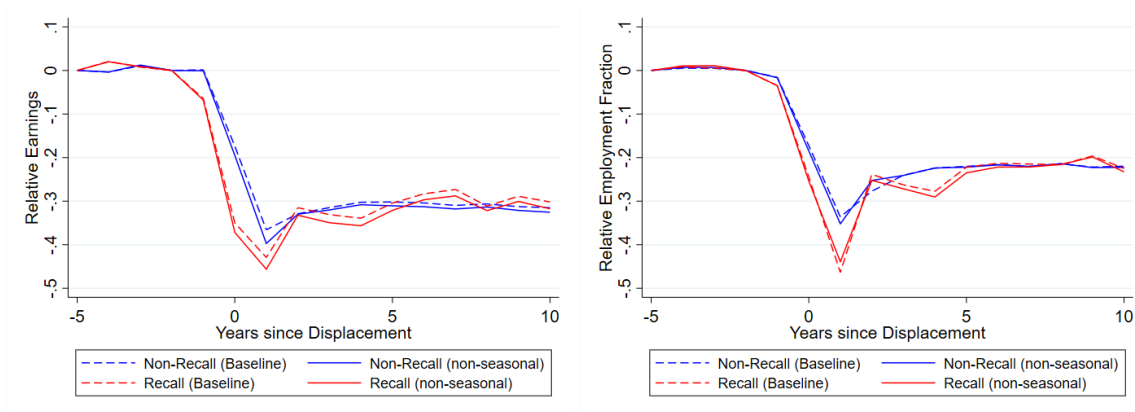 .1
0
-.1
-.2
-.3
-.4
-.5
Relative Earnings
-5
0
5
10
Years since Displacement
Non-Recall (Baseline)
Non-Recall (non-seasonal)
Recall (Baseline)
Recall (non-seasonal)
.1
0
-.1
-.2
-.3
-.4
-.5
Relative Employment Fraction
-5
0
5
10
Years since Displacement
Non-Recall (Baseline)
Non-Recall (non-seasonal)
Recall (Baseline)
Recall (non-seasonal)